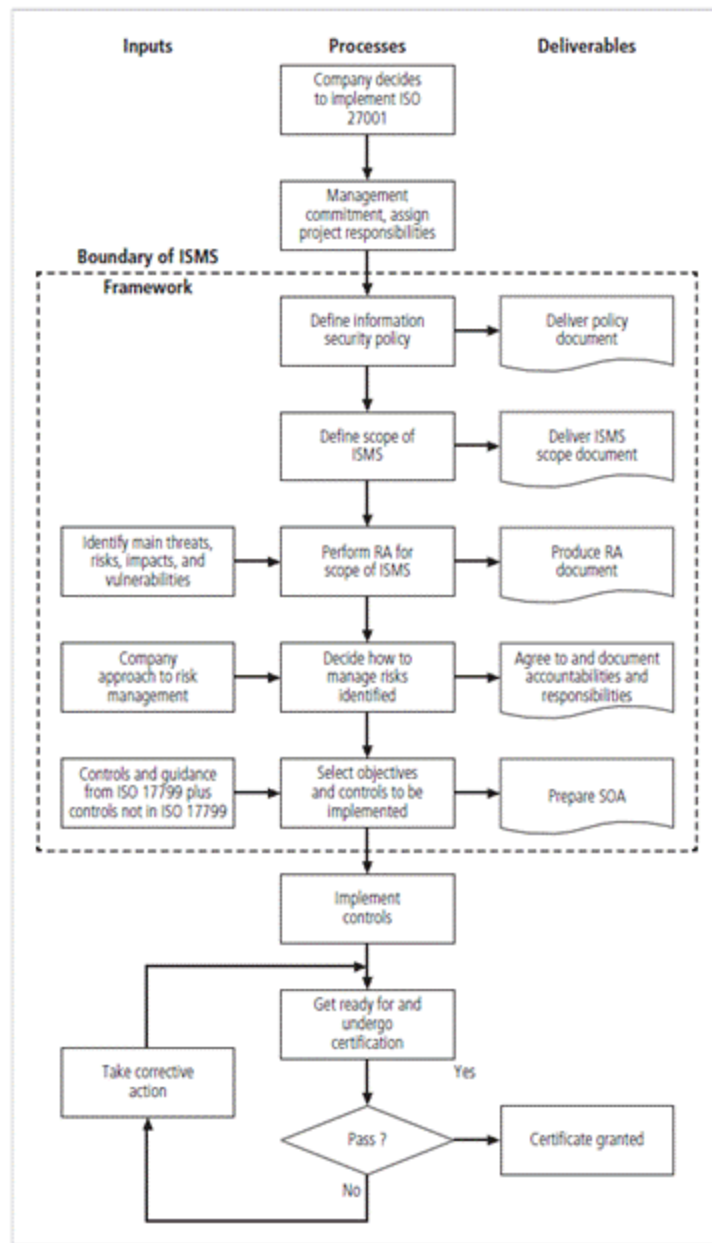 Inputs
Processes
Deliverables
Company decides
to implement ISO
27001
Management
commitment, assign
project responsibilities
Boundary of ISMS
Framework
Define information
security policy
Deliver policy
document
Define scope of
ISMS
Deliver ISMS
scope document
Identify main threats,
risks, impacts, and
vulnerabilities
Perform RA for
scope of ISMS
Produce RA
document
Company
approach to risk
management
Decide how to
manage risks
identified
Agree to and document
accountabilities and
responsibilities
Controls and guidance
from ISO 17799 plus
controls not in ISO 17799
Select objectives
and controls to be
implemented
Prepare SOA
Implement
controls
Get ready for and
undergo
certification
Take corrective
action
Yes
Pass ?
Certificate granted
No